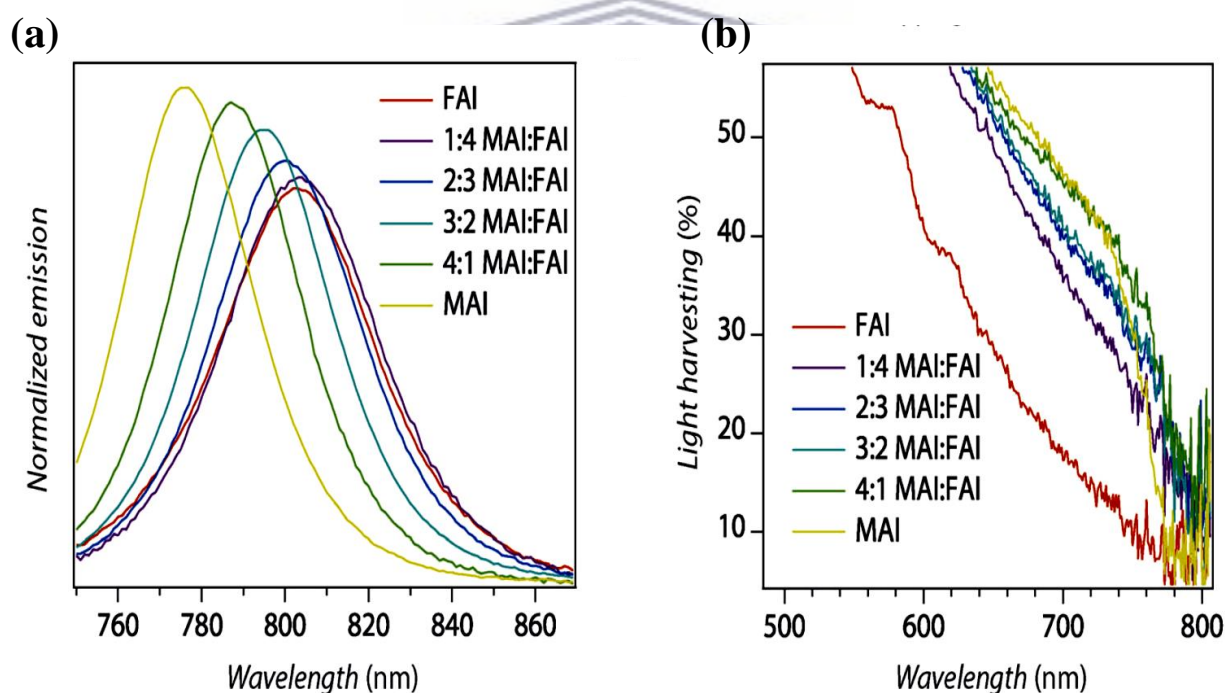 (a)
FAI
1:4 MAI:FAI
2:3 MAI:FAI
3:2 MAI:FAI
4:1 MAI:FAI
MAI
Normalized emission
760 780 800 820 840 860
Wavelength (nm)
(b)
50
40
30
20
10
Light harvesting (%)
FAI
1:4 MAI:FAI
2:3 MAI:FAI
3:2 MAI:FAI
4:1 MAI:FAI
MAI
500 600 700 800
Wavelength (nm)